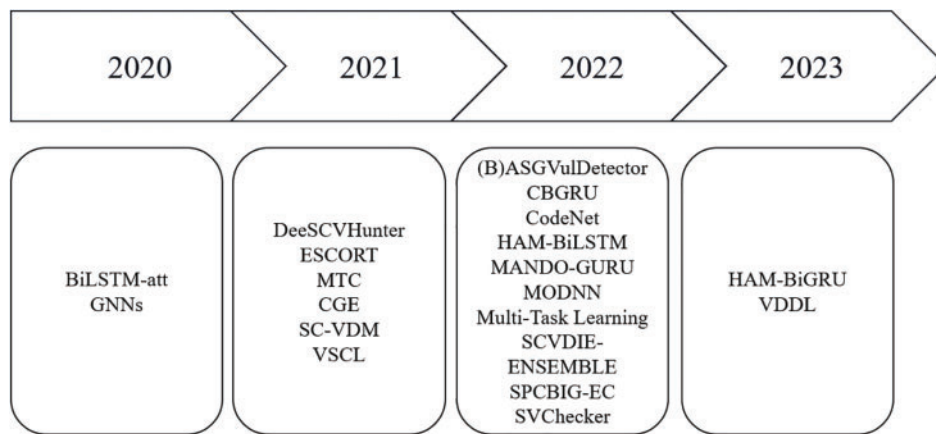 2020
2021
2022
2023
BiLSTM-att
GNNs
DeeSCVHunter
ESCORT
MTC
CGE
SC-VDM
VSCL
(B)ASGVulDetector
CBGRU
CodeNet
HAM-BiLSTM
MANDO-GURU
MODNN
Multi-Task Learning
SCVDIE-
ENSEMBLE
SPCBIG-EC
SVChecker
HAM-BiGRU
VDDL